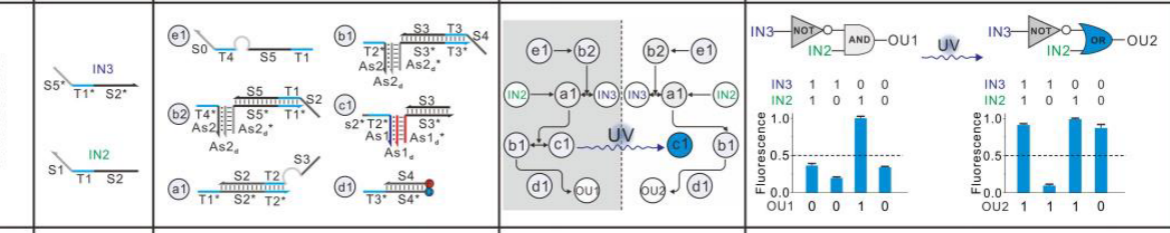 IN3
S5* T1* S2*
IN2
S1 T1 S2
e1 S0 T4 S5 T1
b2 S5 T1 S2
T4* S5* T1*
As2 As2d*
As2d
a1 S2 T2 S3
T1* S2* T2*
b1 S3 T3 S4
T2* S3* T3*
As2 As2d*
As2d
c1 S3
s2* T2* S3*
As1 As1d*
As1d
d1 S4
T3* S4*
e1 b2 b2 e1
IN2 a1 IN3 IN3 a1 IN2
b1 c1 UV c1 b1
d1 d1
OU1 OU2
IN3 NOT
IN2 AND OU1
UV
IN3 NOT
IN2 OR OU2
IN3 1 1 0 0
IN2 1 0 1 0
Fluorescence
1.0
0.5
0.0
OU1 0 0 1 0
IN3 1 1 0 0
IN2 1 0 1 0
Fluorescence
1.0
0.5
0.0
OU2 1 1 1 0